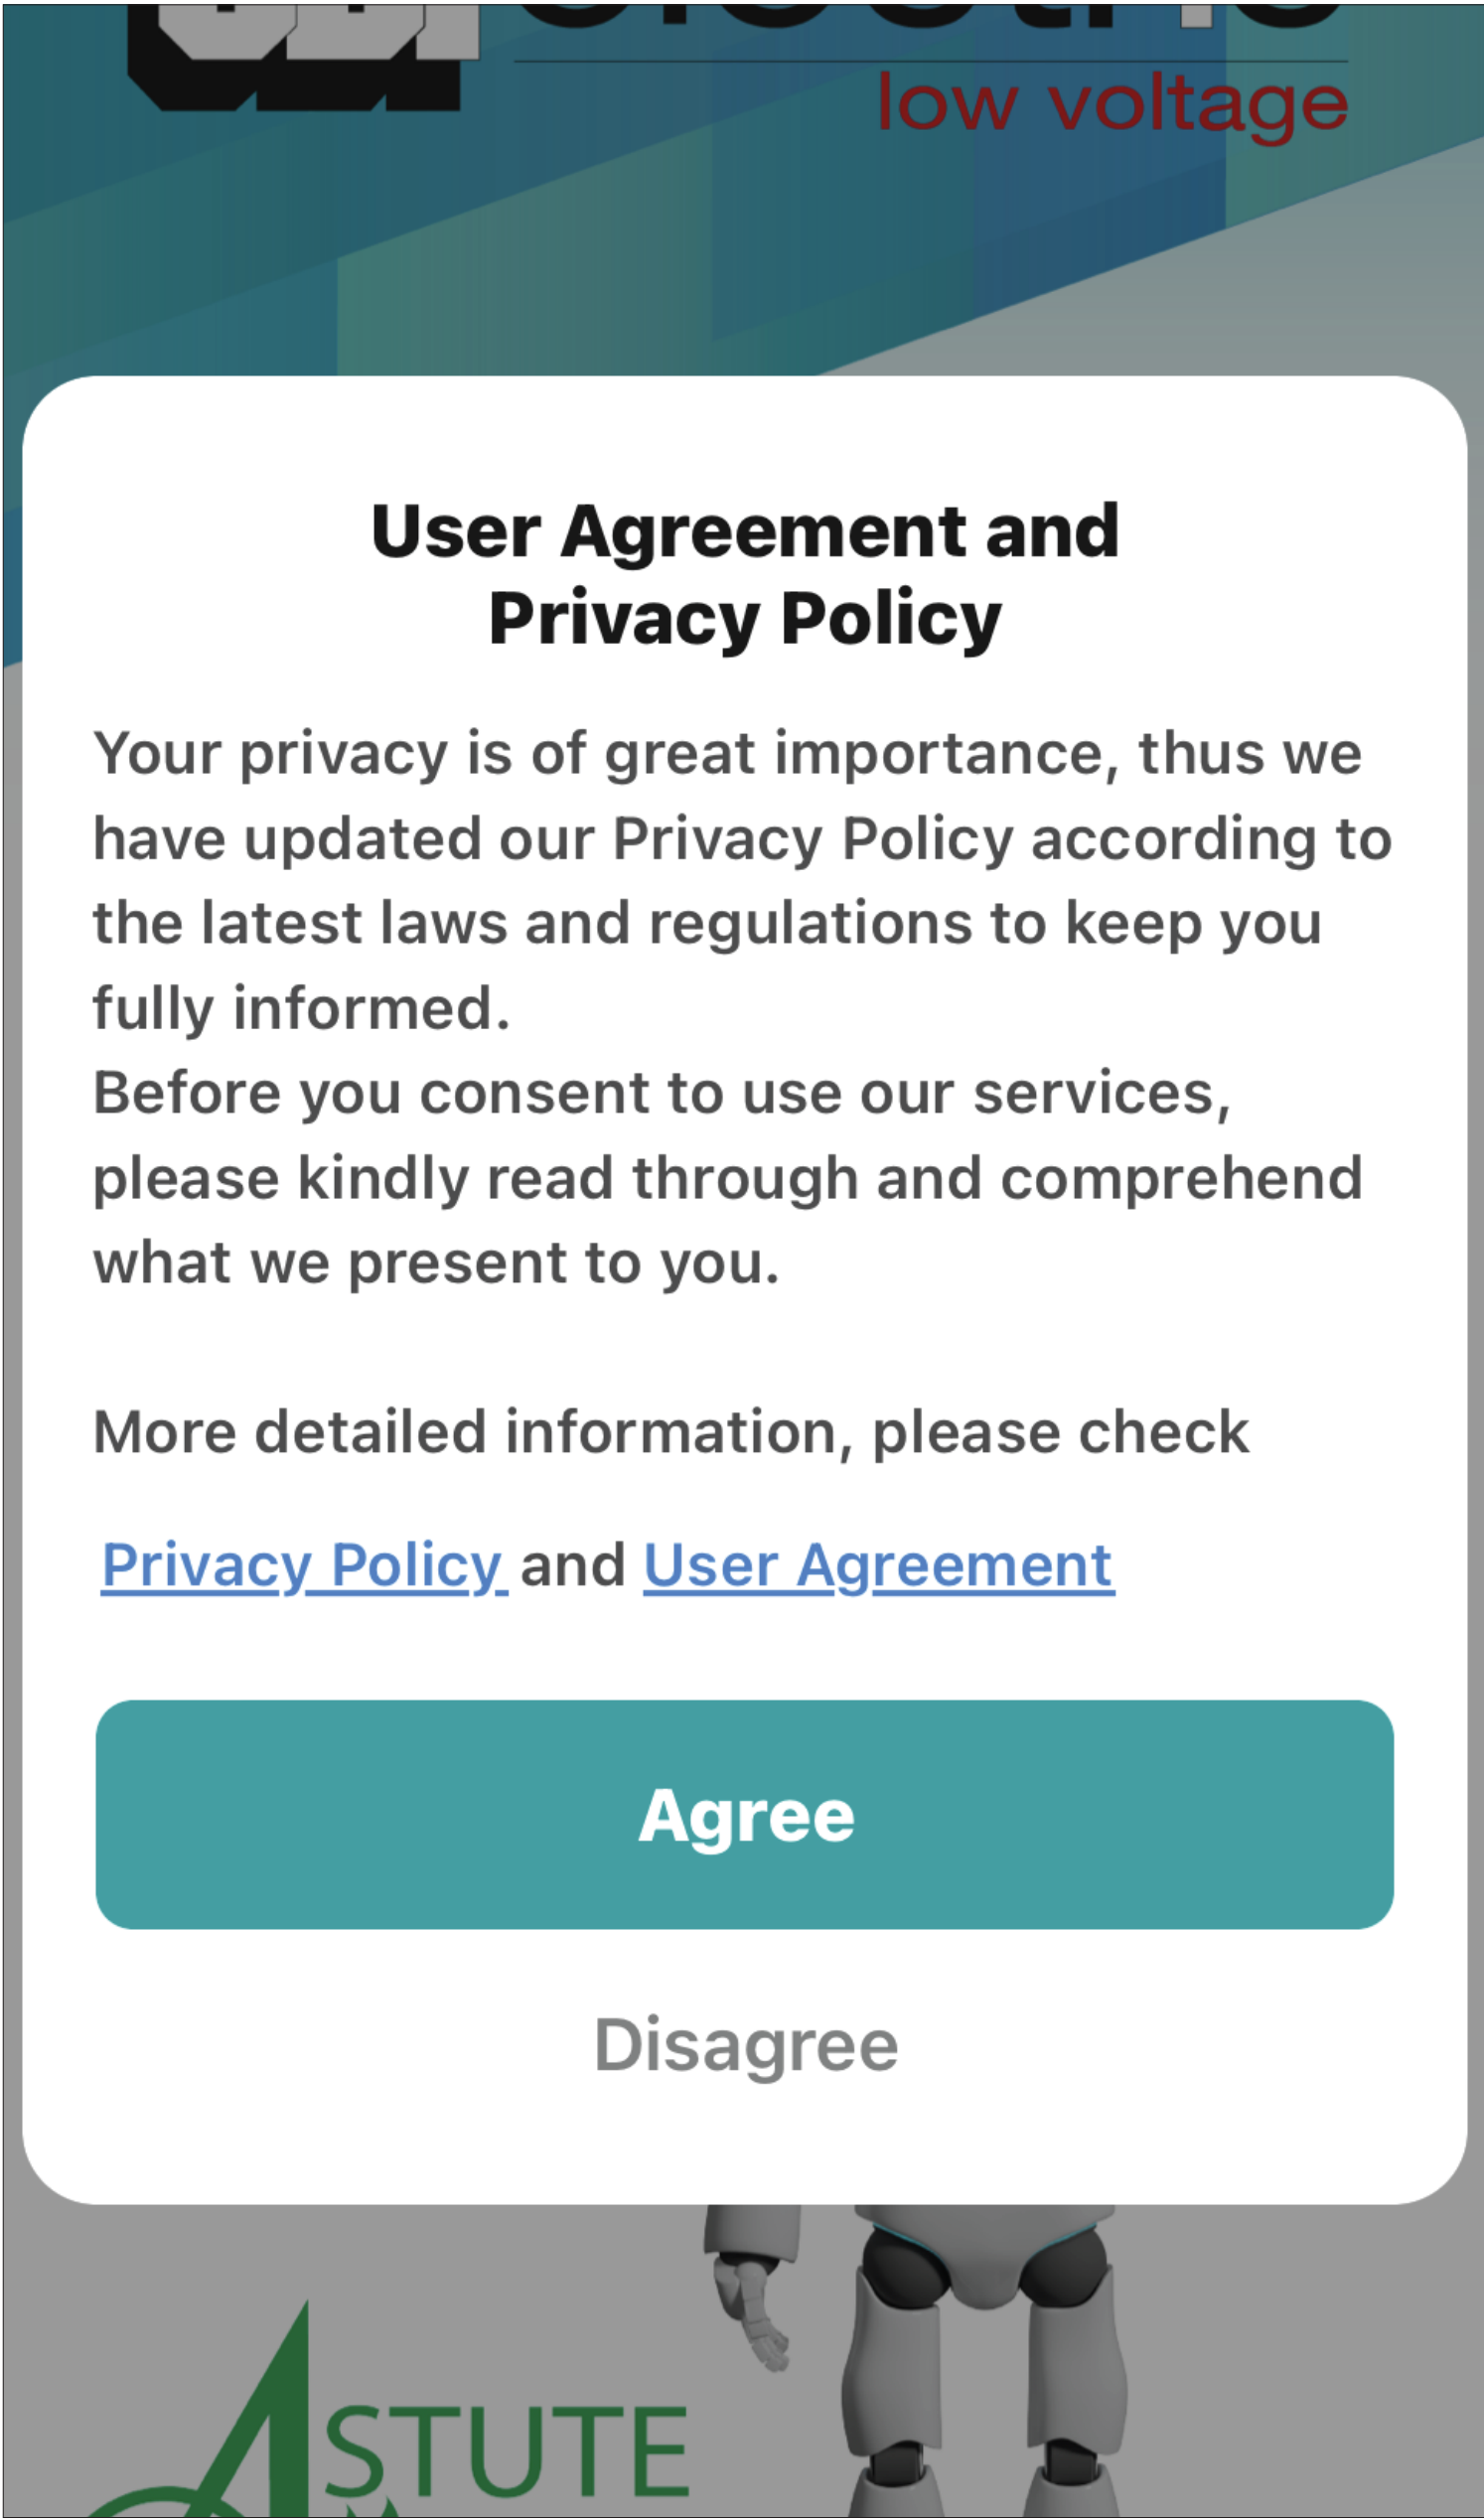 low voltage
User Agreement and
Privacy Policy
Your privacy is of great importance, thus we
have updated our Privacy Policy according to
the latest laws and regulations to keep you
fully informed.
Before you consent to use our services,
please kindly read through and comprehend
what we present to you.
More detailed information, please check
Privacy Policy and User Agreement
Agree
Disagree
ASTUTE